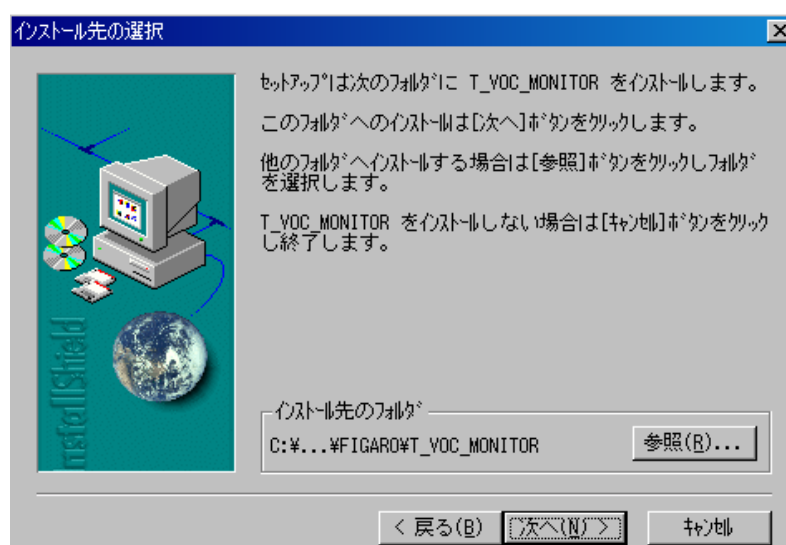 インストール先の選択
ｾｯﾄｱｯﾌﾟは次のﾌｫﾙﾀﾞに T_VOC_MONITOR をｲﾝｽﾄｰﾙします。
このﾌｫﾙﾀﾞへのｲﾝｽﾄｰﾙは[次へ]ﾎﾞﾀﾝをｸﾘｯｸします。
他のﾌｫﾙﾀﾞへｲﾝｽﾄｰﾙする場合は[参照]ﾎﾞﾀﾝをｸﾘｯｸしﾌｫﾙﾀﾞ
を選択します。
T_VOC_MONITOR をｲﾝｽﾄｰﾙしない場合は[ｷｬﾝｾﾙ]ﾎﾞﾀﾝをｸﾘｯｸ
し終了します。
InstallShield
ｲﾝｽﾄｰﾙ先のﾌｫﾙﾀﾞ
C:¥...¥FIGARO¥T_VOC_MONITOR
参照(R)...
< 戻る(B)
次へ(N) >
ｷｬﾝｾﾙ